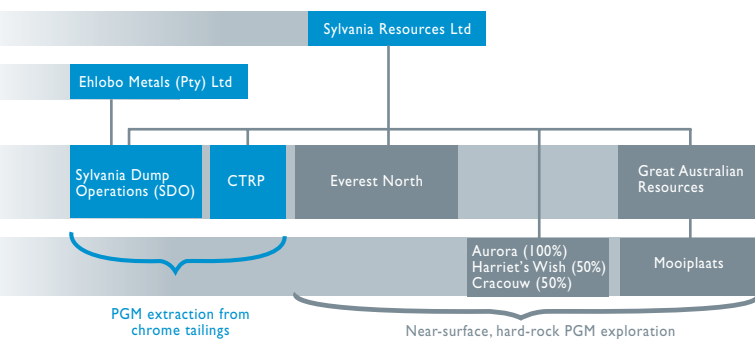 Sylvania Resources Ltd
Ehlobo Metals (Pty) Ltd
Sylvania Dump
Operations (SDO)
CTRP
Everest North
Great Australian
Resources
Aurora (100%)
Harriet's Wish (50%)
Cracouw (50%)
Mooiplaats
PGM extraction from
chrome tailings
Near-surface, hard-rock PGM exploration